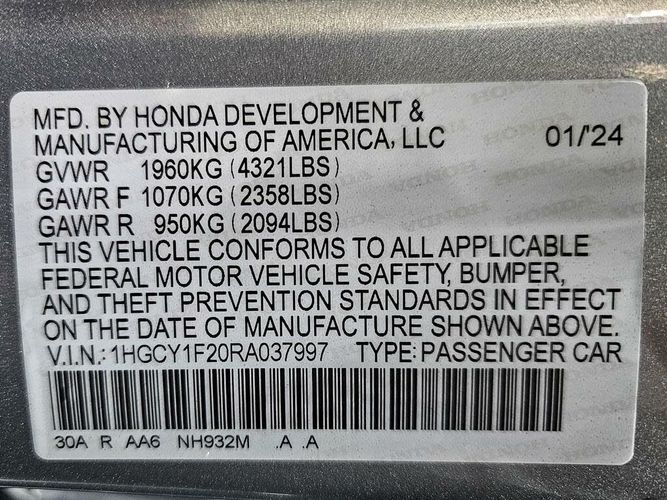 MFD. BY HONDA DEVELOPMENT &
MANUFACTURING OF AMERICA, LLC 01/'24
GVWR 1960KG (4321LBS)
GAWR F 1070KG (2358LBS)
GAWR R 950KG (2094LBS)
THIS VEHICLE CONFORMS TO ALL APPLICABLE
FEDERAL MOTOR VEHICLE SAFETY, BUMPER,
AND THEFT PREVENTION STANDARDS IN EFFECT
ON THE DATE OF MANUFACTURE SHOWN ABOVE.
V.I.N.: 1HGCY1F20RA037997 TYPE: PASSENGER CAR
30A R AA6 NH932M .A .A